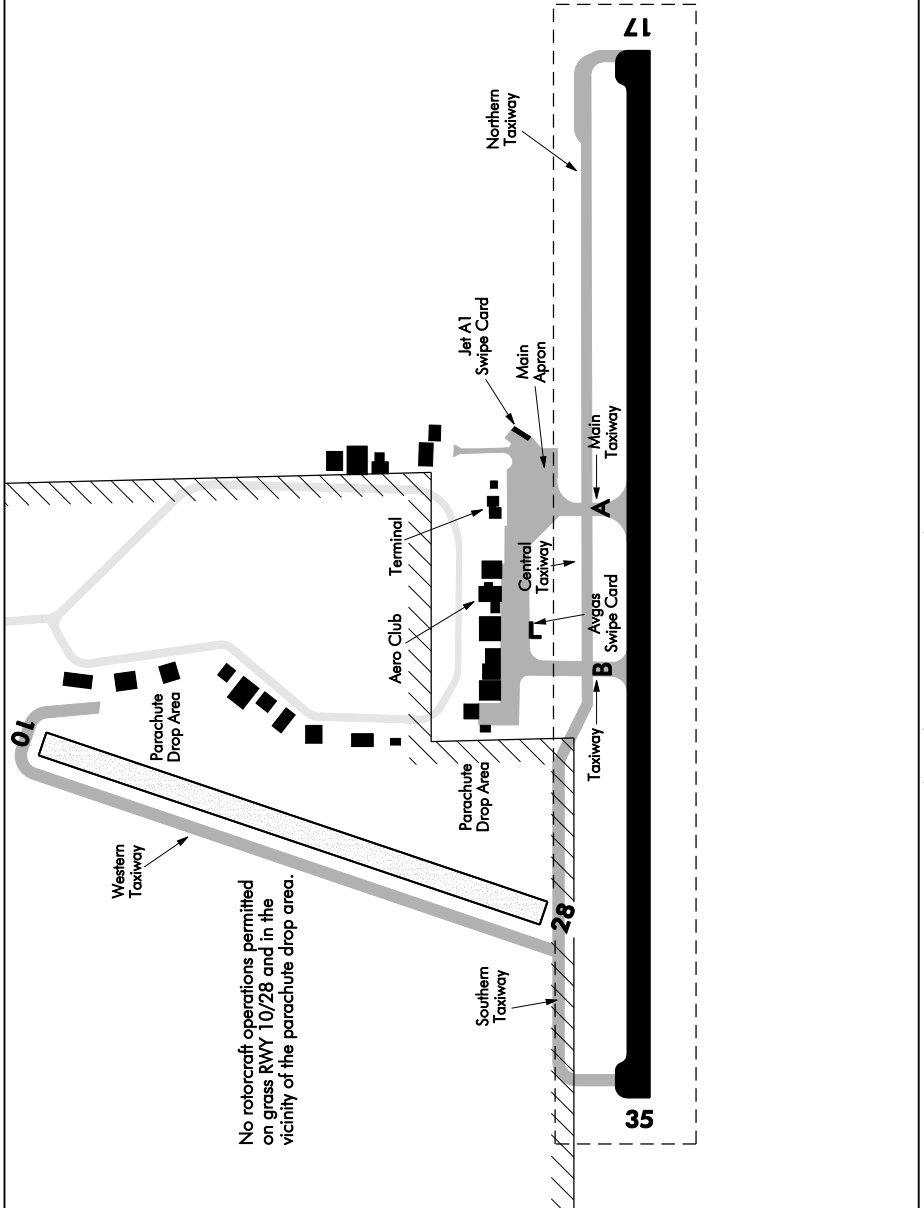 17
Northern
Taxiway
Jet A1
Swipe Card
Main
Apron
Main
Taxiway
A
Terminal
Central
Taxiway
Aero Club
Avgas
Swipe Card
B
Taxiway
10
Parachute
Drop Area
Parachute
Drop Area
Western
Taxiway
28
No rotorcraft operations permitted
on grass RWY 10/28 and in the
vicinity of the parachute drop area.
Southern
Taxiway
35